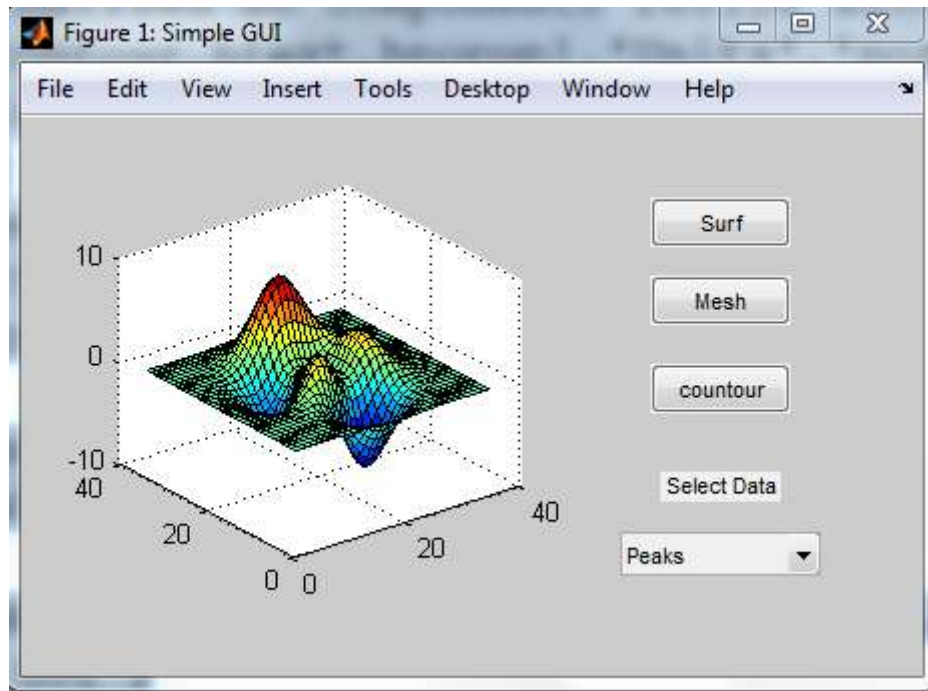 Figure 1: Simple GUI
File Edit View Insert Tools Desktop Window Help
Surf
Mesh
countour
Select Data
Peaks
10
0
-10
40
20
0
0
20
40